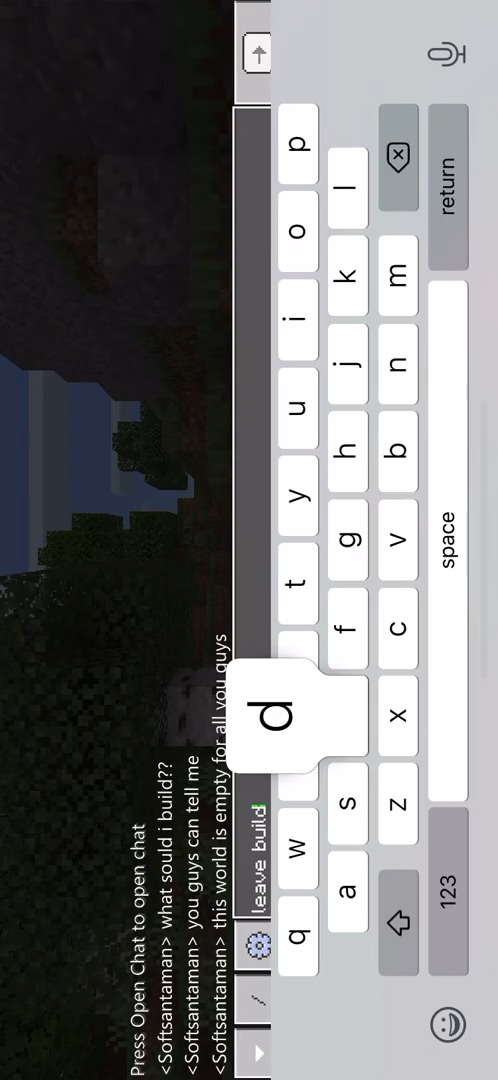 Press Open Chat to open chat
<Softsantaman> what sould i build??
<Softsantaman> you guys can tell me
<Softsantaman> this world is empty for all you guys
/
leave build
q w t y u i o p
d
a s f g h j k l
z x c v b n m
123 space return